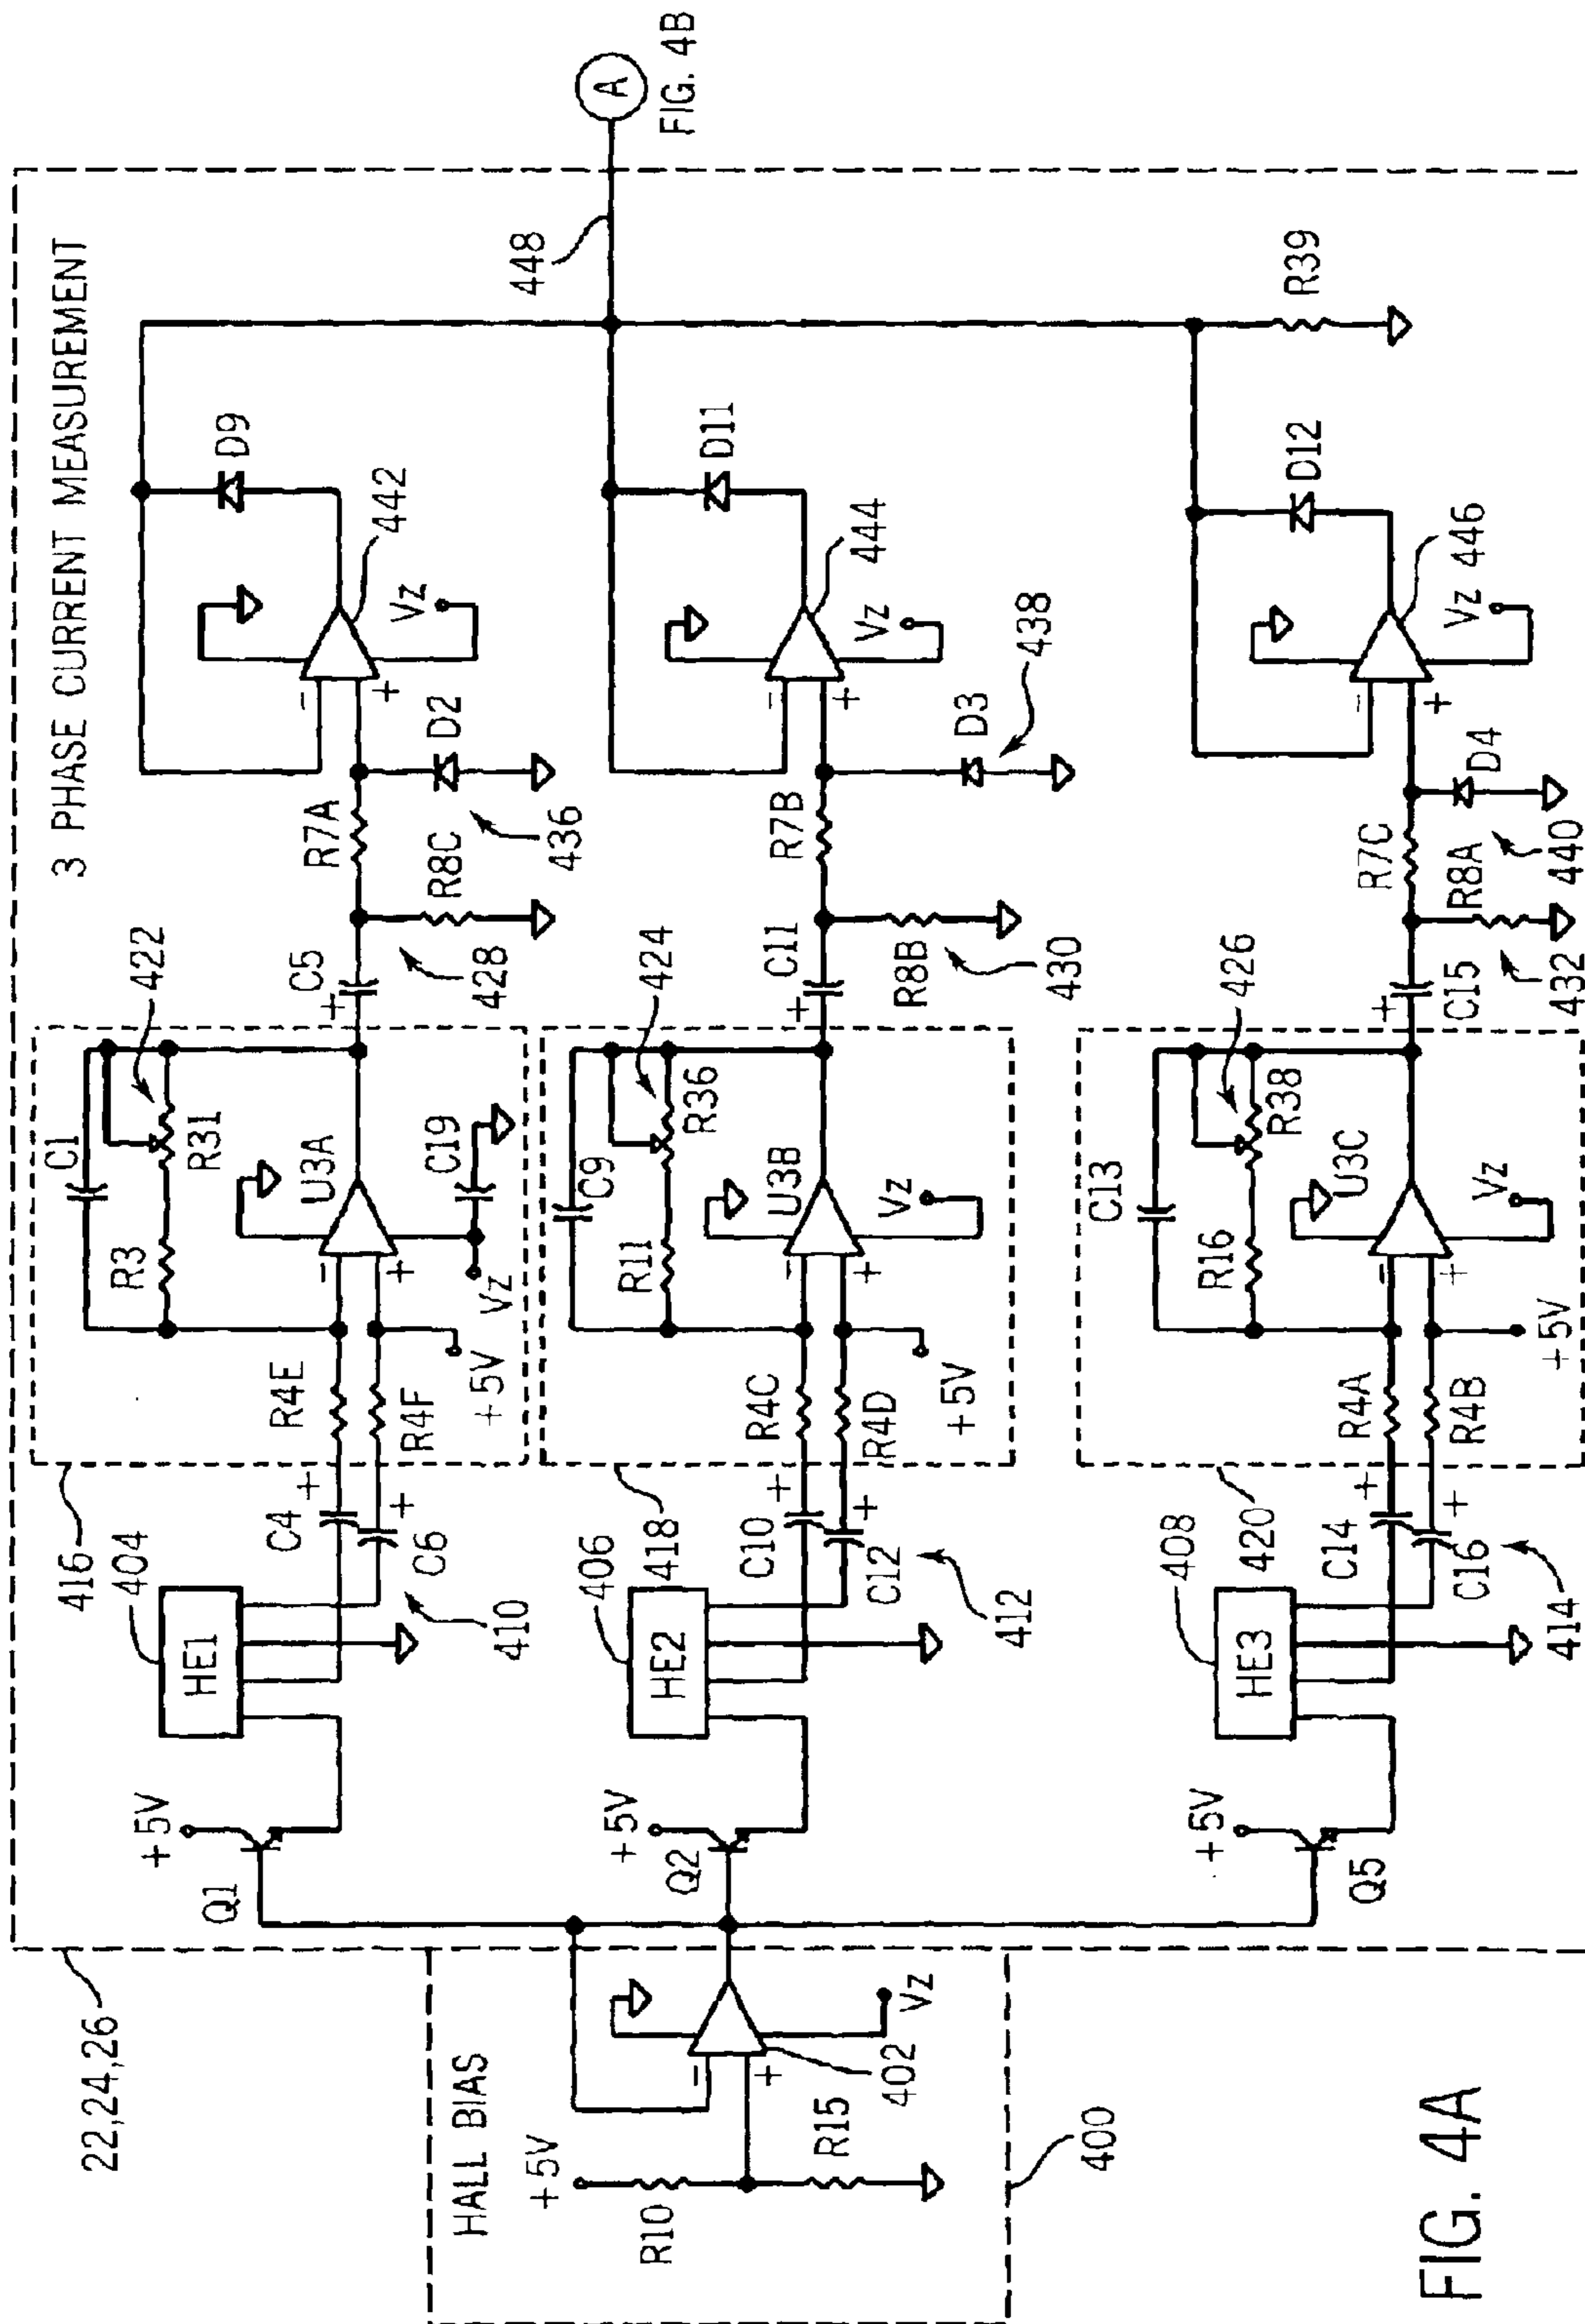 22,24,26
3 PHASE CURRENT MEASUREMENT
HALL BIAS
+5V
R10
R15
400
402
Vz
-
+
+5V
Q1
HE1
404
416
410
C4
+
C6
+
R4E
R4F
+5V
Vz
-
+
U3A
C19
R3
R31
C1
422
C5
+
428
R8C
R7A
D2
436
-
+
442
Vz
D9
+5V
Q2
HE2
406
418
412
C10
+
C12
+
R4C
R4D
+5V
-
+
U3B
Vz
R11
R36
C9
424
C11
+
R8B
430
R7B
D3
438
-
+
444
Vz
D11
448
A
FIG. 4B
+5V
Q5
HE3
408
420
414
C14
+
C16
+
R4A
R4B
+5V
-
+
U3C
Vz
R16
R38
C13
426
C15
+
432
R8A
R7C
D4
440
-
+
446
Vz
D12
R39
FIG. 4A